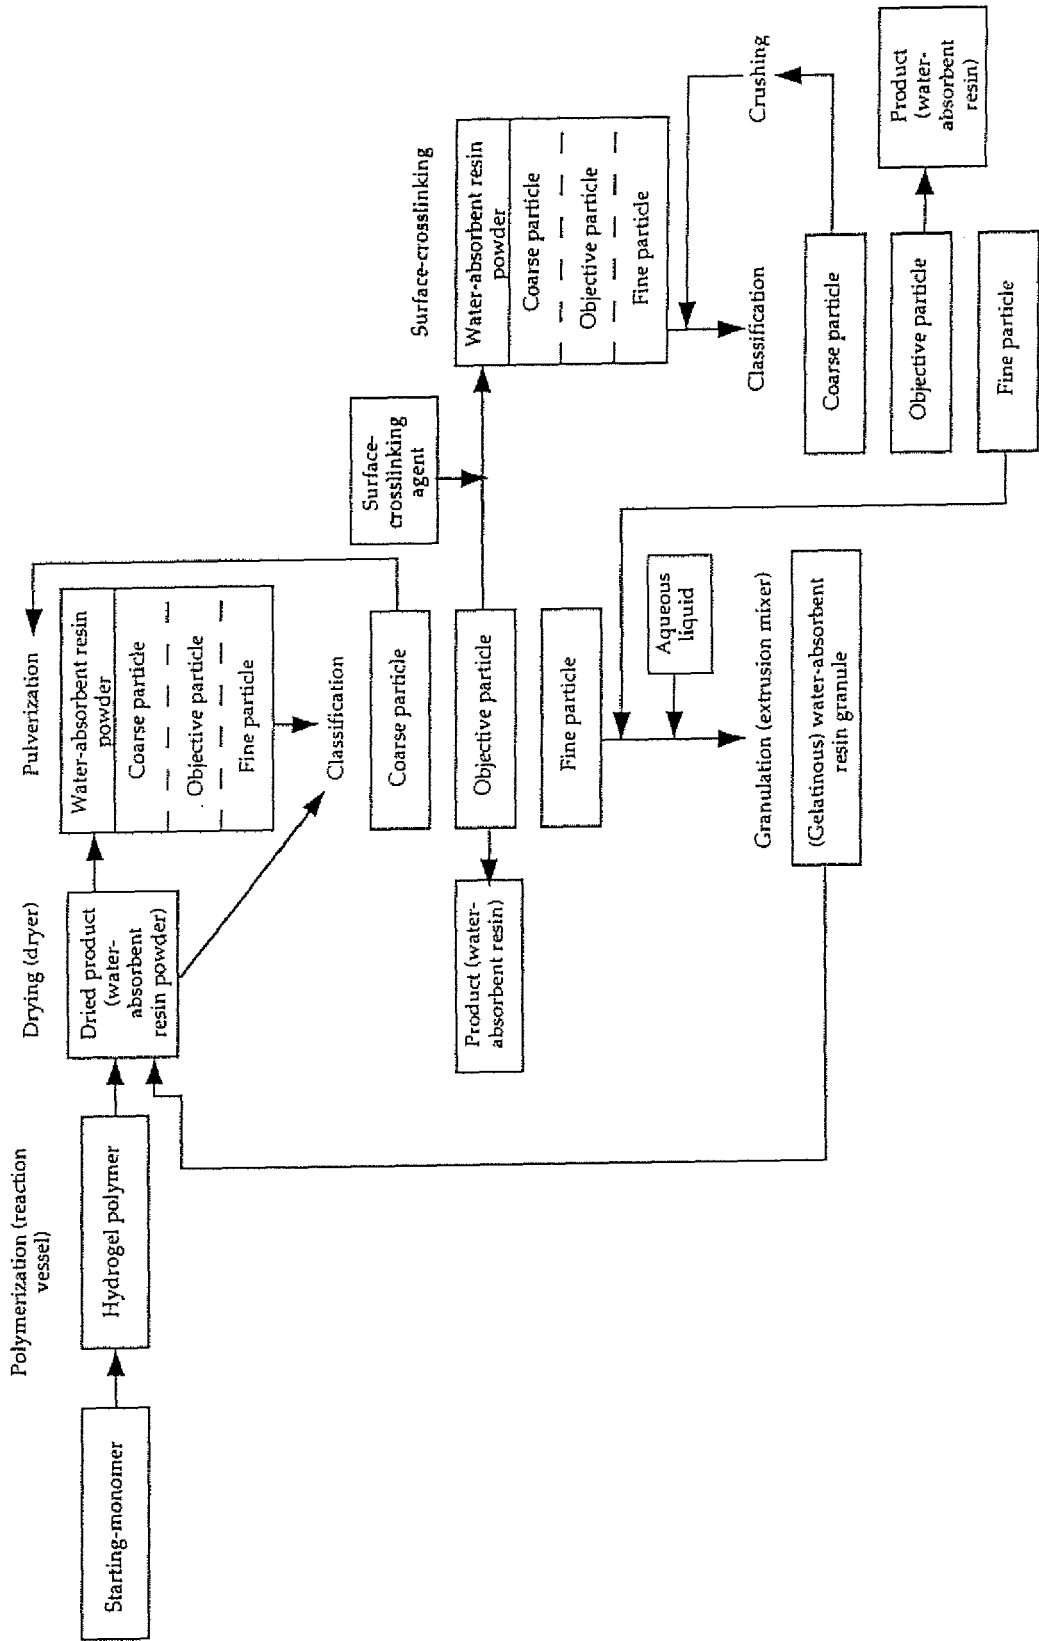 Polymerization (reaction
vessel)
Starting-monomer
Hydrogel polymer
Drying (dryer)
Dried product
(water-
absorbent
resin powder)
Pulverization
Water-absorbent resin
powder
Coarse particle
Objective particle
Fine particle
Classification
Coarse particle
Objective particle
Fine particle
Product (water-
absorbent resin)
Surface-
crosslinking
agent
Aqueous
liquid
Granulation (extrusion mixer)
(Gelatinous) water-absorbent
resin granule
Surface-crosslinking
Water-absorbent resin
powder
Coarse particle
Objective particle
Fine particle
Crushing
Classification
Coarse particle
Objective particle
Fine particle
Product
(water-
absorbent
resin)